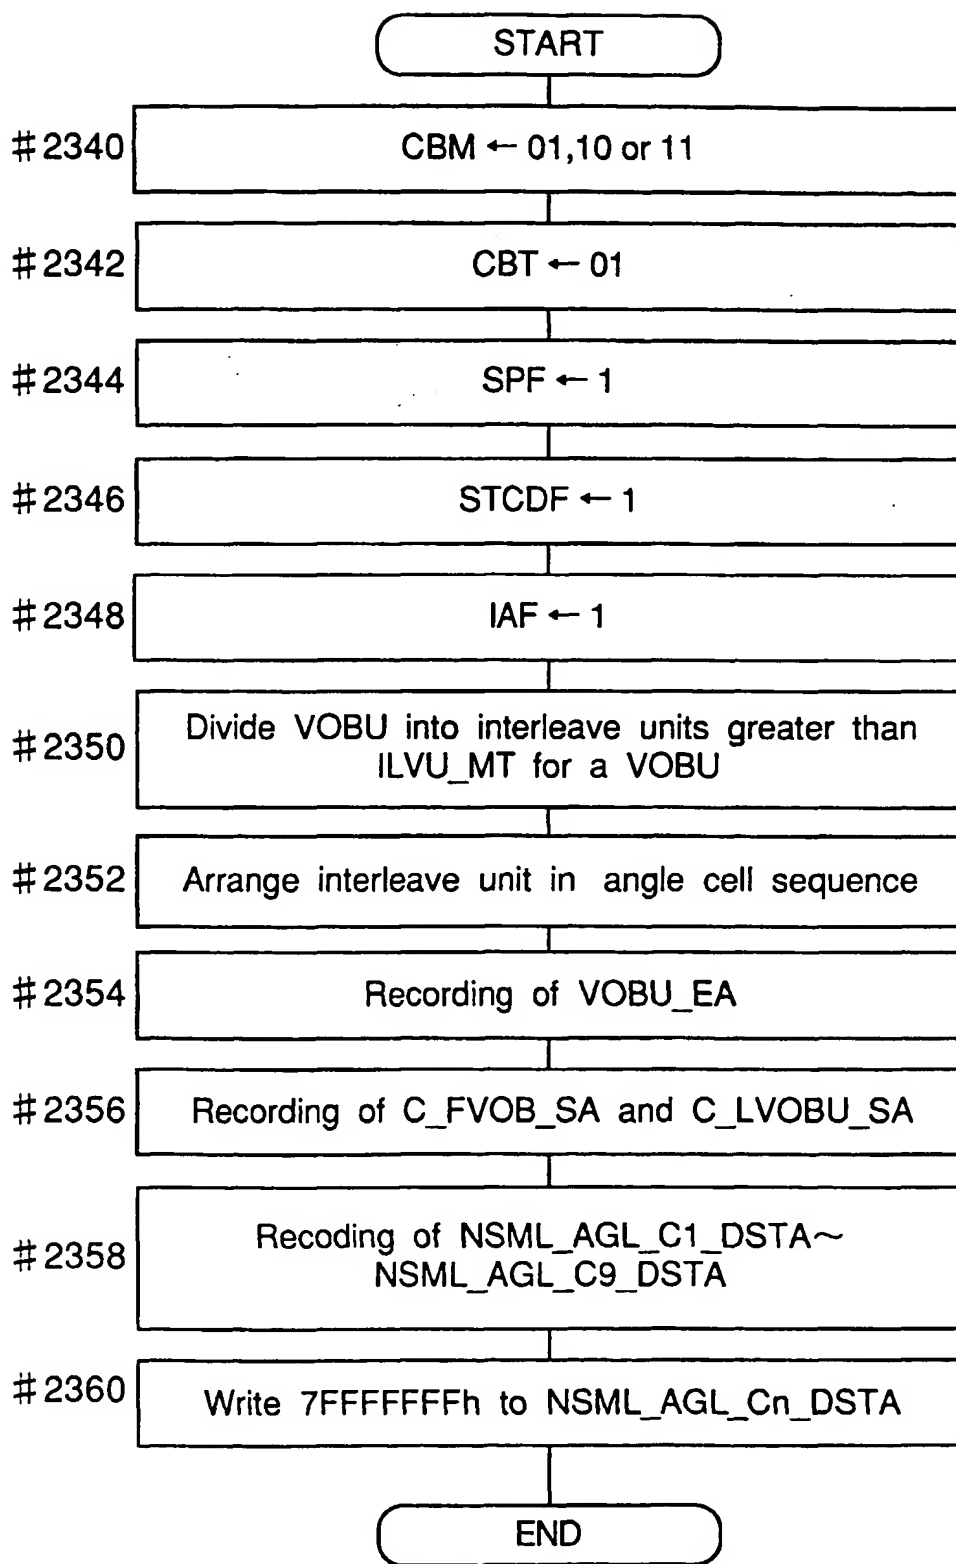 START
#2340 CBM ← 01,10 or 11
#2342 CBT ← 01
#2344 SPF ← 1
#2346 STCDF ← 1
#2348 IAF ← 1
#2350 Divide VOBU into interleave units greater than
ILVU_MT for a VOBU
#2352 Arrange interleave unit in angle cell sequence
#2354 Recording of VOBU_EA
#2356 Recording of C_FVOB_SA and C_LVOBU_SA
#2358 Recoding of NSML_AGL_C1_DSTA~
NSML_AGL_C9_DSTA
#2360 Write 7FFFFFFFh to NSML_AGL_Cn_DSTA
END